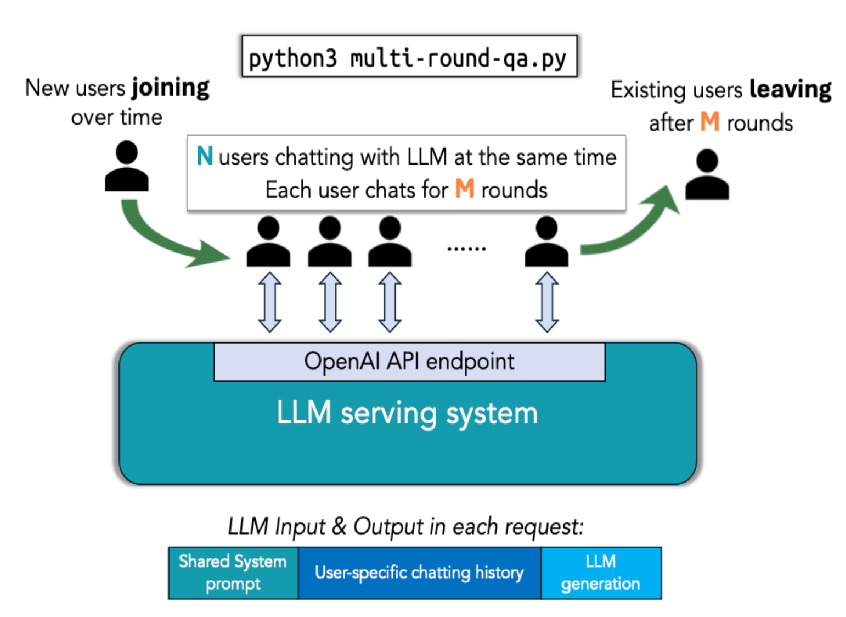 python3 multi-round-qa.py
New users joining
over time
Existing users leaving
after M rounds
N users chatting with LLM at the same time
Each user chats for M rounds
......
OpenAI API endpoint
LLM serving system
LLM Input & Output in each request:
Shared System
prompt
User-specific chatting history
LLM
generation